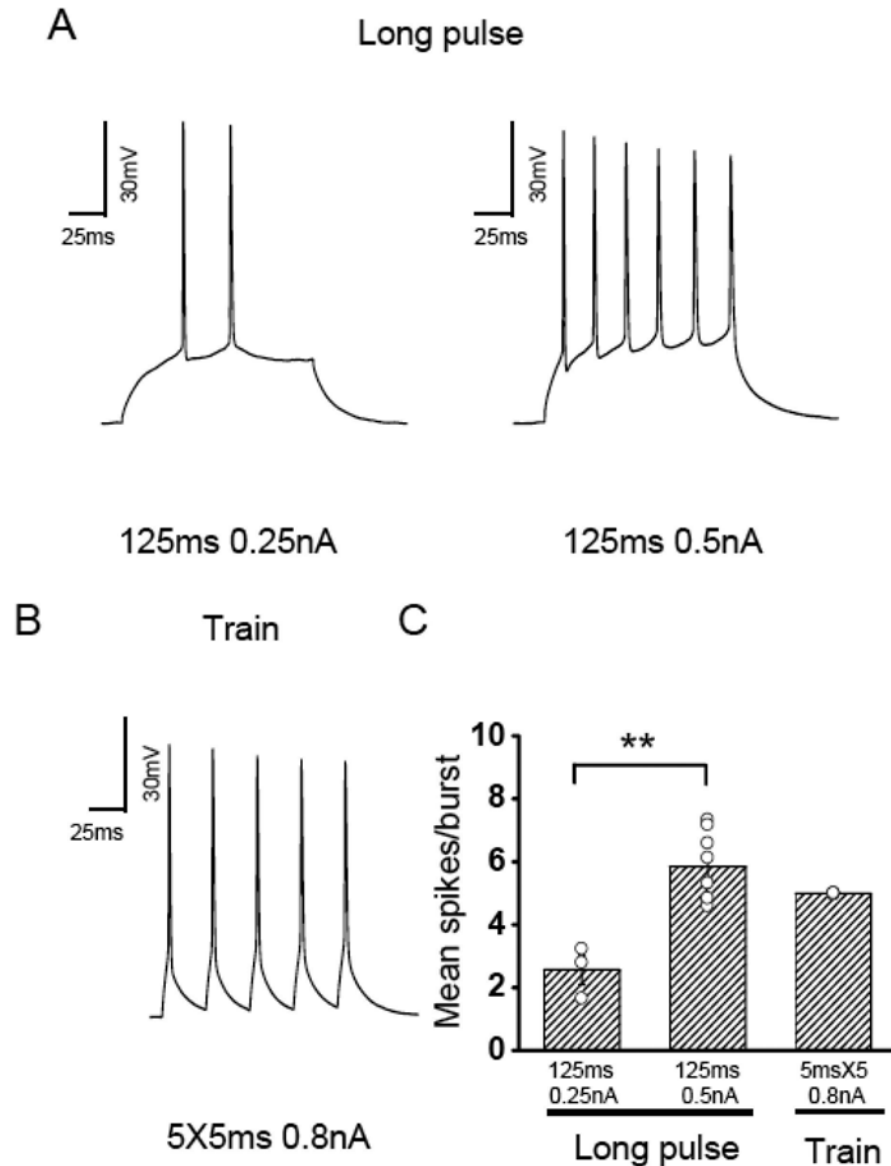 A
Long pulse
30mV
25ms
30mV
25ms
125ms 0.25nA
125ms 0.5nA
B
Train
C
30mV
25ms
5X5ms 0.8nA
Mean spikes/burst
10
8
6
4
2
0
**
125ms
0.25nA
125ms
0.5nA
5msX5
0.8nA
Long pulse
Train